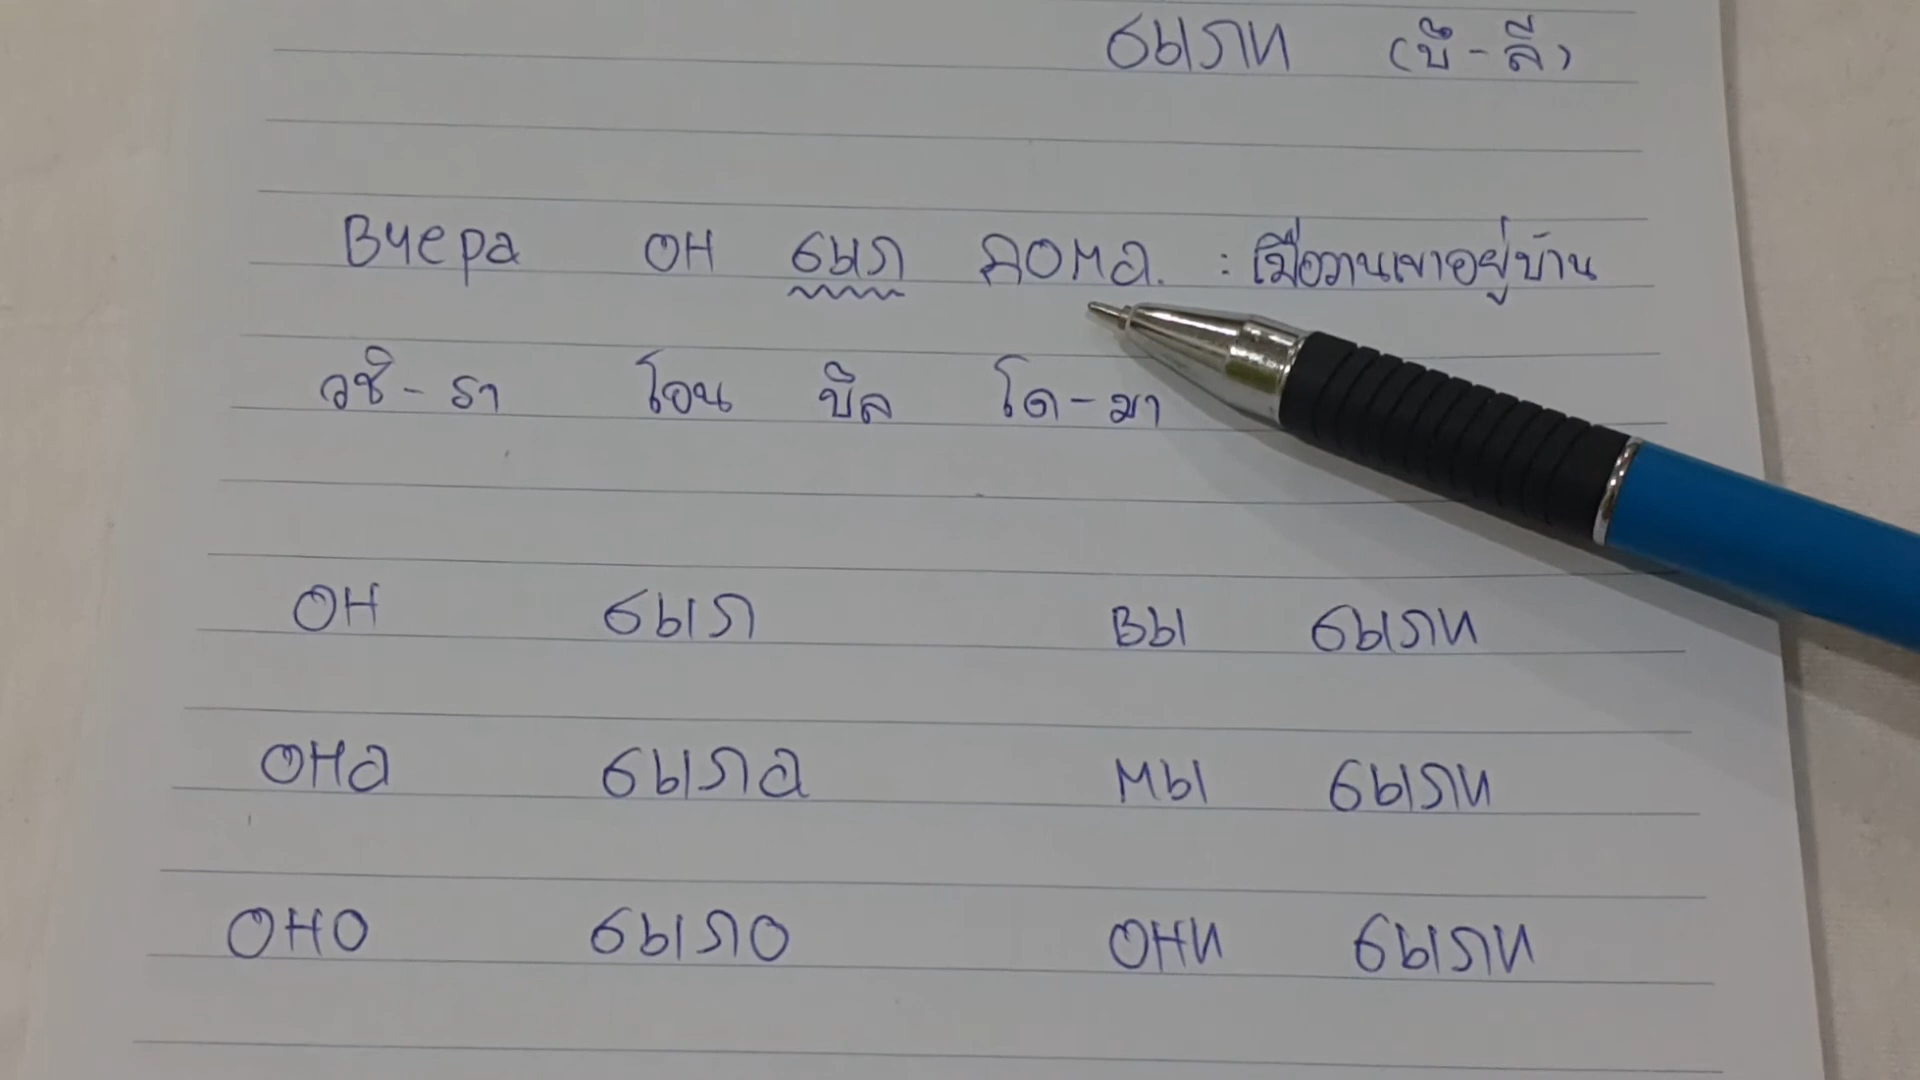 были (บึ - ลี)
Вчера он был дома. : เมื่อวานเขาอยู่บ้าน
วชิ - รา โอน บึล โด - มา
он был вы были
она была мы были
оно было они были